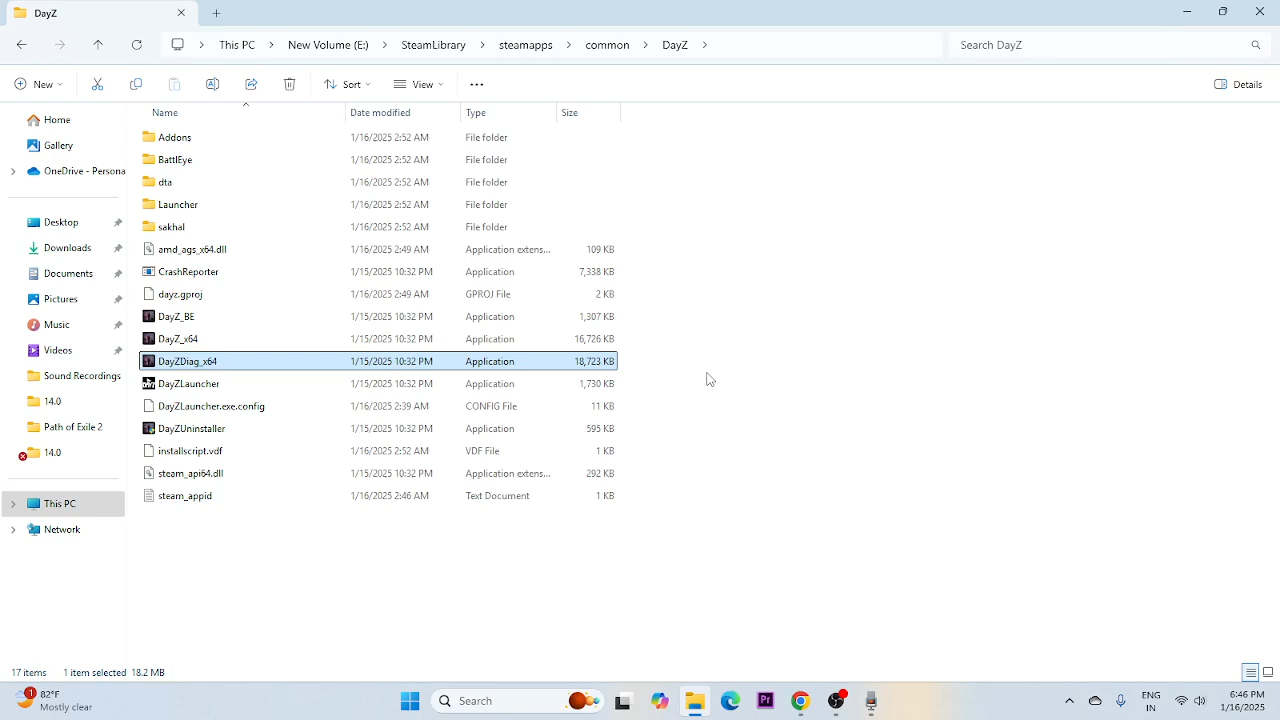 DayZ
This PC > New Volume (E:) > SteamLibrary > steamapps > common > DayZ >
Search DayZ
New
Sort
View
Details
Name Date modified Type Size
Home
Gallery
OneDrive - Persona
Desktop
Downloads
Documents
Pictures
Music
Videos
Sound Recordings
14.0
Path of Exile 2
14.0
This PC
Network
Addons 1/16/2025 2:52 AM File folder
BattlEye 1/16/2025 2:52 AM File folder
dta 1/16/2025 2:52 AM File folder
Launcher 1/16/2025 2:52 AM File folder
sakhal 1/16/2025 2:52 AM File folder
amd_ags_x64.dll 1/16/2025 2:49 AM Application extens... 109 KB
CrashReporter 1/15/2025 10:32 PM Application 7,338 KB
dayz.gproj 1/16/2025 2:49 AM GPROJ File 2 KB
DayZ_BE 1/15/2025 10:32 PM Application 1,307 KB
DayZ_x64 1/15/2025 10:32 PM Application 16,726 KB
DayZDiag_x64 1/15/2025 10:32 PM Application 18,723 KB
DayZLauncher 1/15/2025 10:32 PM Application 1,730 KB
DayZLauncher.exe.config 1/16/2025 2:39 AM CONFIG File 11 KB
DayZUninstaller 1/15/2025 10:32 PM Application 595 KB
installscript.vdf 1/16/2025 2:52 AM VDF File 1 KB
steam_api64.dll 1/15/2025 10:32 PM Application extens... 292 KB
steam_appid 1/16/2025 2:46 AM Text Document 1 KB
17 items 1 item selected 18.2 MB
1
82°F
Mostly clear
Search
Pr
ENG
IN
6:46 PM
1/16/2025